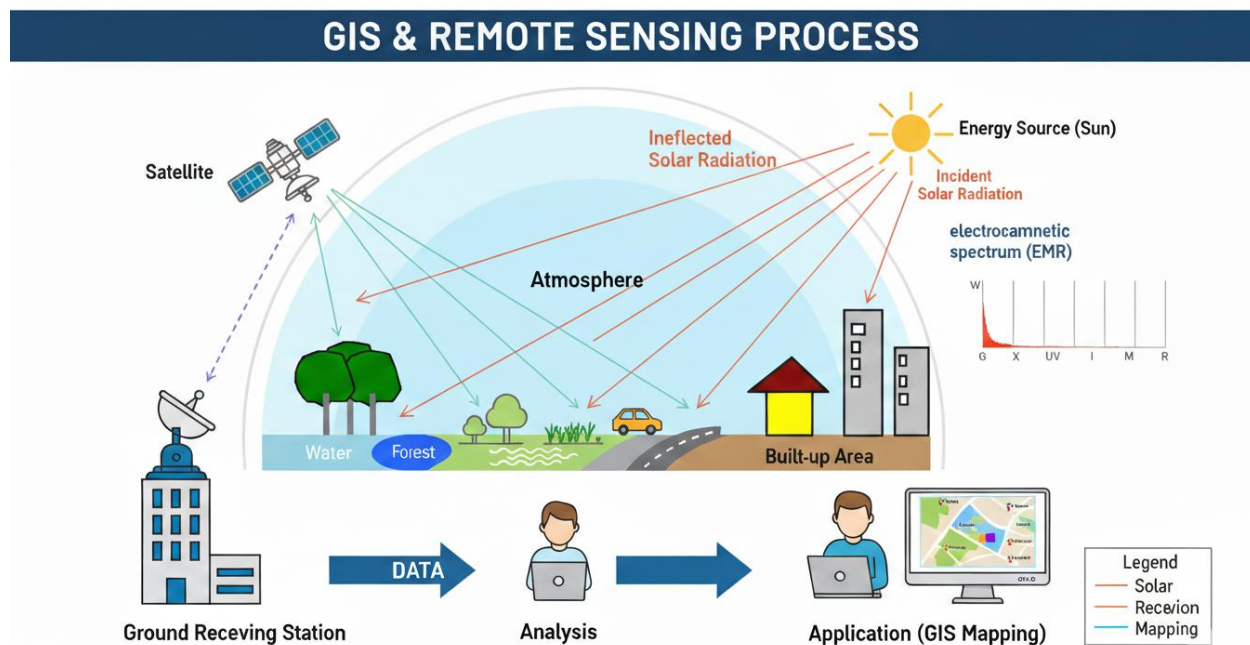 GIS & REMOTE SENSING PROCESS
Satellite
Ineflected
Solar Radiation
Energy Source (Sun)
Incident
Solar Radiation
electrocamnetic
spectrum (EMR)
W
G X UV I M R
Atmosphere
Water
Forest
Built-up Area
DATA
Ground Receving Station
Analysis
Application (GIS Mapping)
Legend
Solar
Recevion
Mapping